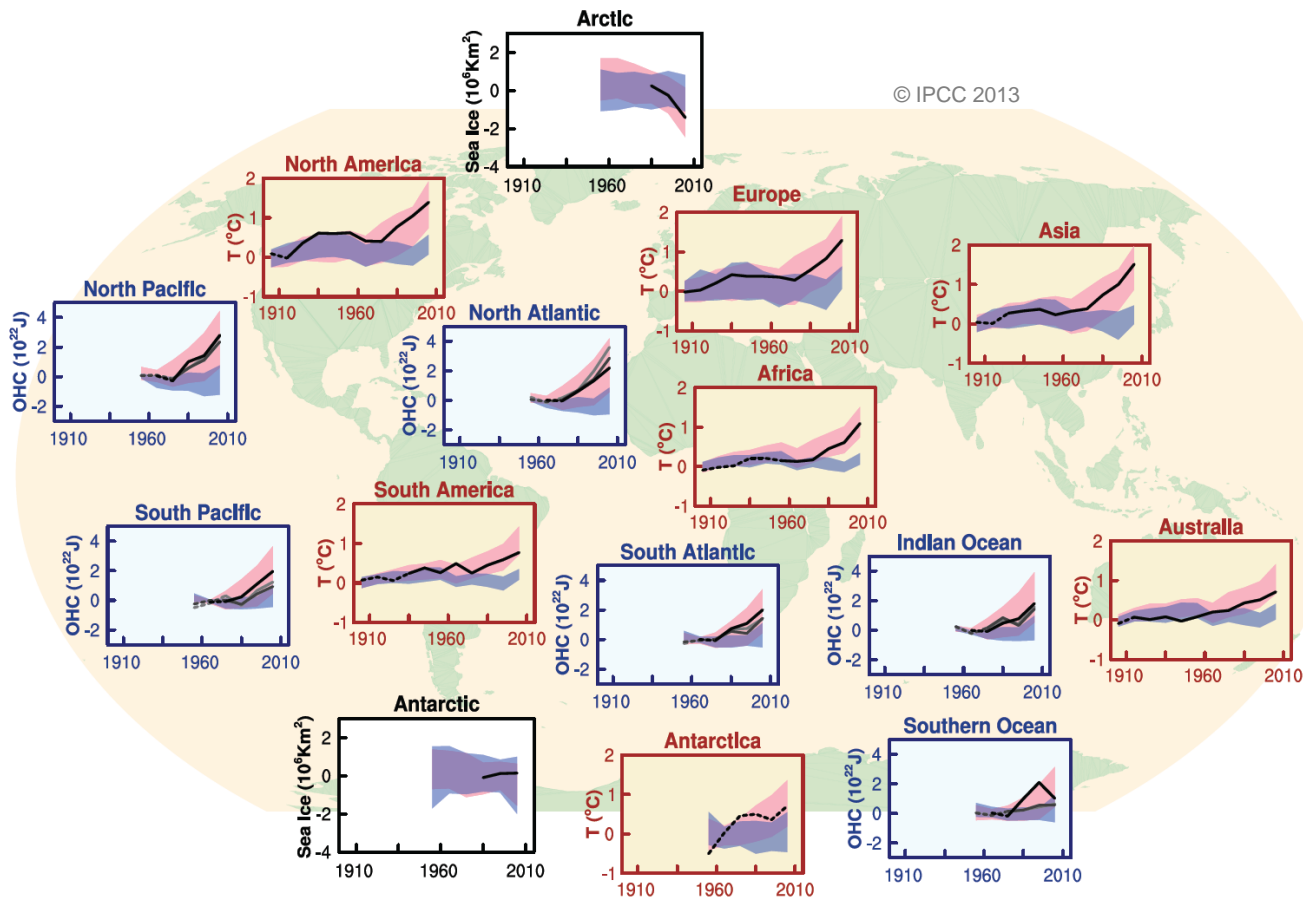 Arctic
Sea Ice (10⁶Km²)
2
0
-2
-4
1910 1960 2010
© IPCC 2013
North America
T (°C)
2
1
0
-1
1910 1960 2010
Europe
T (°C)
2
1
0
-1
1910 1960 2010
Asia
T (°C)
2
1
0
-1
1910 1960 2010
North Pacific
OHC (10²²J)
4
2
0
-2
1910 1960 2010
North Atlantic
OHC (10²²J)
4
2
0
-2
1910 1960 2010
Africa
T (°C)
2
1
0
-1
1910 1960 2010
South Pacific
OHC (10²²J)
4
2
0
-2
1910 1960 2010
South America
T (°C)
2
1
0
-1
1910 1960 2010
South Atlantic
OHC (10²²J)
4
2
0
-2
1910 1960 2010
Indian Ocean
OHC (10²²J)
4
2
0
-2
1910 1960 2010
Australia
T (°C)
2
1
0
-1
1910 1960 2010
Antarctic
Sea Ice (10⁶Km²)
2
0
-2
-4
1910 1960 2010
Antarctica
T (°C)
2
1
0
-1
1910 1960 2010
Southern Ocean
OHC (10²²J)
4
2
0
-2
1910 1960 2010